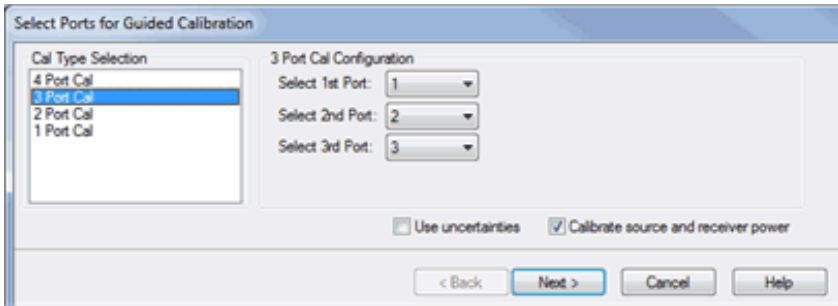 Select Ports for Guided Calibration
Cal Type Selection
4 Port Cal
3 Port Cal
2 Port Cal
1 Port Cal
3 Port Cal Configuration
Select 1st Port: 1
Select 2nd Port: 2
Select 3rd Port: 3
Use uncertainties
Calibrate source and receiver power
< Back
Next >
Cancel
Help